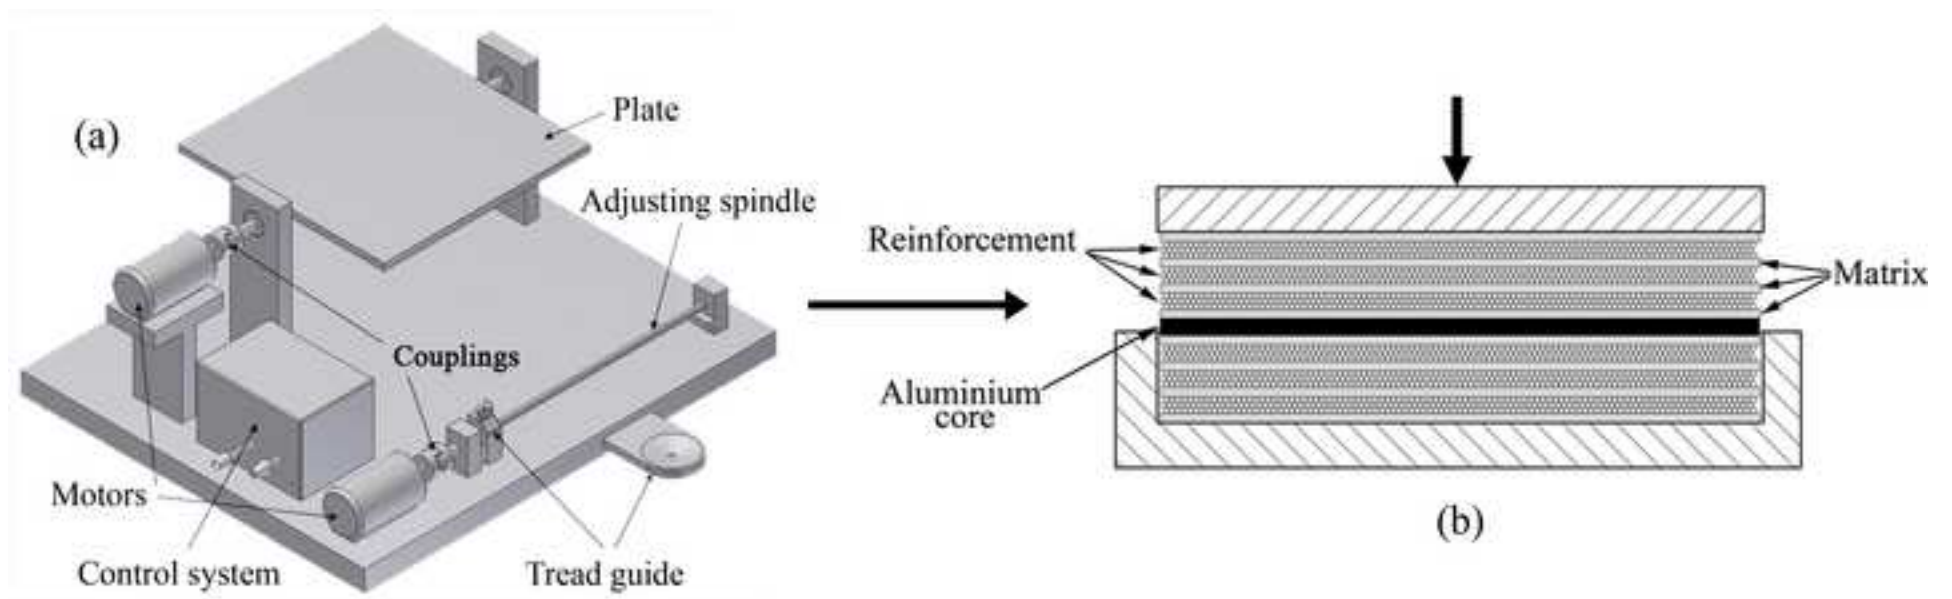 (a)
Plate
Adjusting spindle
Couplings
Motors
Control system
Tread guide
Reinforcement
Matrix
Aluminium
core
(b)